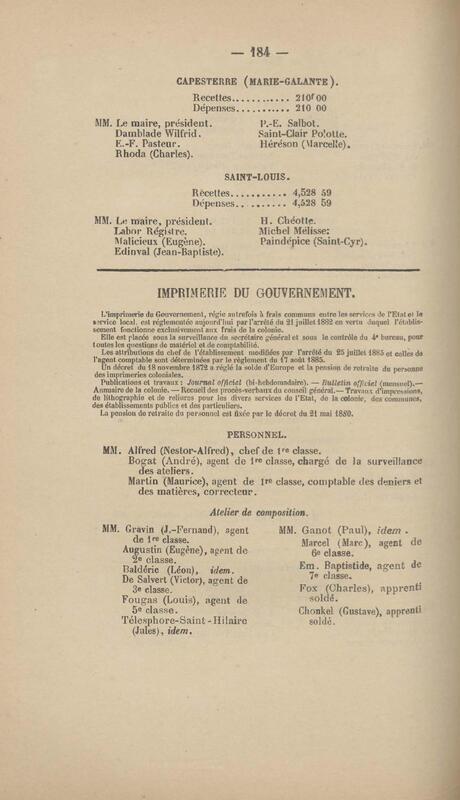 — 184 —
CAPESTERRE (MARIE-GALANTE).
Recettes........... 210f 00
Dépenses........... 210 00
MM. Le maire, président.
Damblade Wilfrid.
E.-F. Pasteur.
Rhoda (Charles).
P.-E. Salbot.
Saint-Clair Polotte.
Héréson (Marcelle).
SAINT-LOUIS.
Récettes.......... 4,528 59
Dépenses.......... 4,528 59
MM. Le maire, président.
Labor Régistre.
Malicieux (Eugène).
Edinval (Jean-Baptiste).
H. Chéotte.
Michel Mélisse.
Paindépice (Saint-Cyr).
IMPRIMERIE DU GOUVERNEMENT.
L'imprimerie du Gouvernement, régie autrefois à frais communs entre les services de l'Etat et le
service local, est réglementée aujourd'hui par l'arrêté du 21 juillet 1882 en vertu duquel l'établis-
sement fonctionne exclusivement aux frais de la colonie.
Elle est placée sous la surveillance du secrétaire général et sous le contrôle du 4e bureau, pour
toutes les questions de matériel et de comptabilité.
Les attributions du chef de l'établissement modifiées par l'arrêté du 25 juillet 1885 et celles de
l'agent comptable sont déterminées par le règlement du 17 août 1885.
Un décret du 18 novembre 1872 a réglé la solde d'Europe et la pension de retraite du personne
des imprimeries coloniales.
Publications et travaux : Journal officiel (bi-hebdomadaire). — Bulletin officiel (mensuel).—
Annuaire de la colonie. — Recueil des procès-verbaux du conseil général.— Travaux d'impressions,
de lithographie et de reliures pour les divers services de l'Etat, de la colonie, des communes,
des établissements publics et des particuliers.
La pension de retraite du personnel est fixée par le décret du 21 mai 1880.
PERSONNEL.
MM. Alfred (Nestor-Alfred), chef de 1re classe.
Bogat (André), agent de 1re classe, chargé de la surveillance
des ateliers.
Martin (Maurice), agent de 1re classe, comptable des deniers et
des matières, correcteur.
Atelier de composition.
MM. Gravin (J.-Fernand), agent
de 1re classe.
Augustin (Eugène), agent de
2e classe.
Baldéric (Léon), idem.
De Salvert (Victor), agent de
3e classe.
Fougas (Louis), agent de
5e classe.
Télesphore-Saint-Hilaire
(Jules), idem.
MM. Ganot (Paul), idem.
Marcel (Marc), agent de
6e classe.
Em. Baptistide, agent de
7e classe.
Fox (Charles), apprenti
soldé.
Chonkel (Gustave), apprenti
soldé.